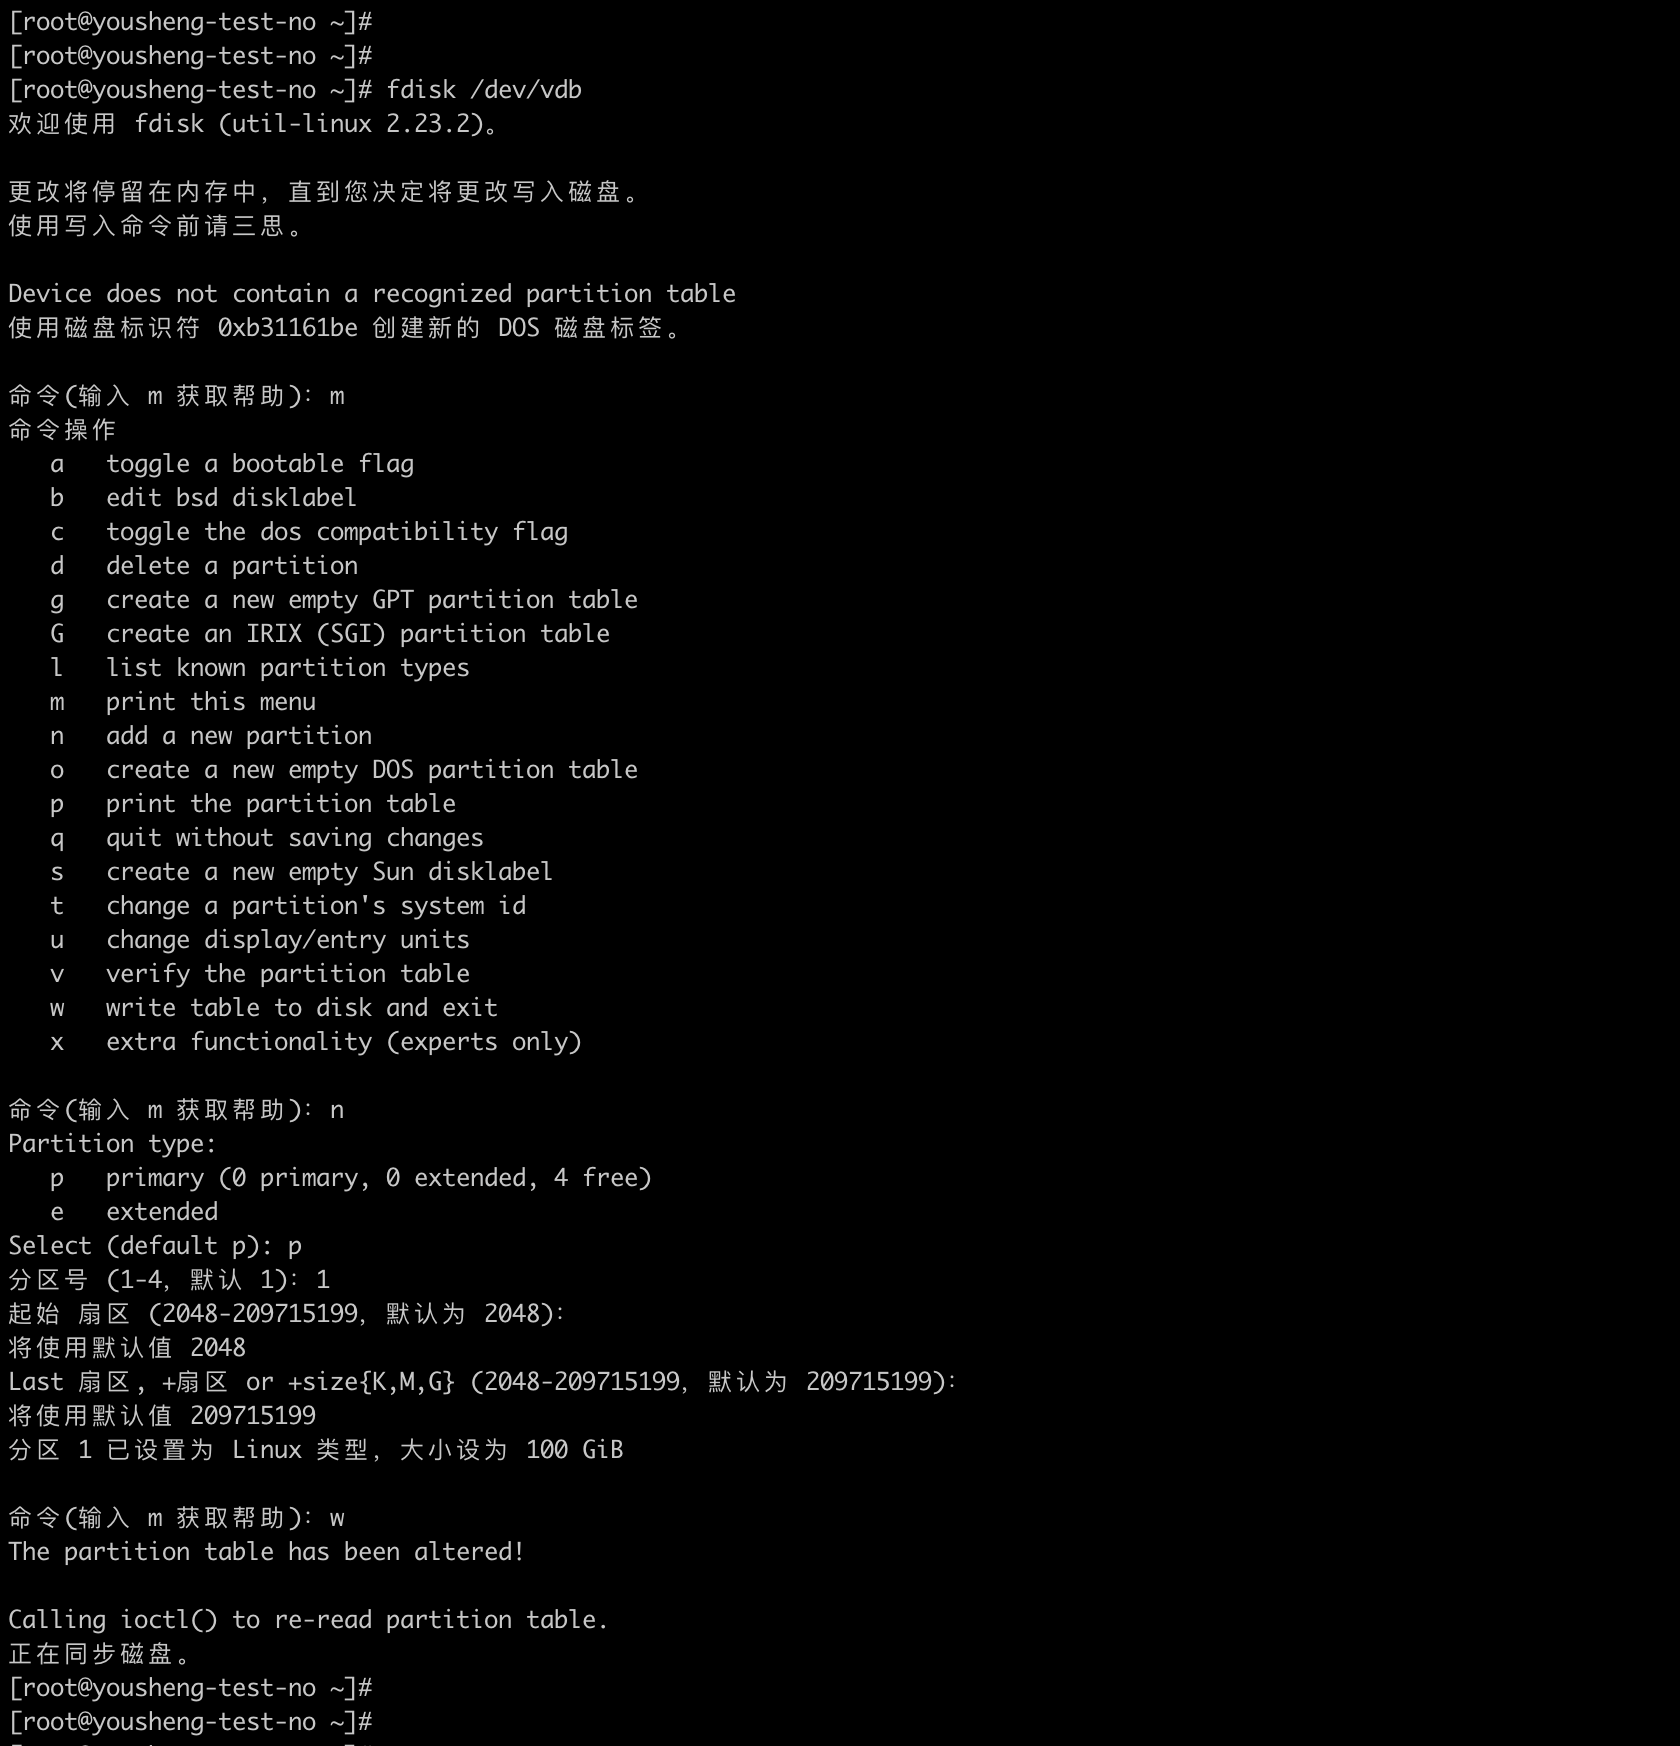 [root@yousheng-test-no ~]#
[root@yousheng-test-no ~]#
[root@yousheng-test-no ~]# fdisk /dev/vdb
欢迎使用 fdisk (util-linux 2.23.2)。
更改将停留在内存中，直到您决定将更改写入磁盘。
使用写入命令前请三思。
Device does not contain a recognized partition table
使用磁盘标识符 0xb31161be 创建新的 DOS 磁盘标签。
命令(输入 m 获取帮助)：m
命令操作
   a   toggle a bootable flag
   b   edit bsd disklabel
   c   toggle the dos compatibility flag
   d   delete a partition
   g   create a new empty GPT partition table
   G   create an IRIX (SGI) partition table
   l   list known partition types
   m   print this menu
   n   add a new partition
   o   create a new empty DOS partition table
   p   print the partition table
   q   quit without saving changes
   s   create a new empty Sun disklabel
   t   change a partition's system id
   u   change display/entry units
   v   verify the partition table
   w   write table to disk and exit
   x   extra functionality (experts only)
命令(输入 m 获取帮助)：n
Partition type:
   p   primary (0 primary, 0 extended, 4 free)
   e   extended
Select (default p): p
分区号 (1-4，默认 1)：1
起始 扇区 (2048-209715199，默认为 2048)：
将使用默认值 2048
Last 扇区, +扇区 or +size{K,M,G} (2048-209715199，默认为 209715199)：
将使用默认值 209715199
分区 1 已设置为 Linux 类型，大小设为 100 GiB
命令(输入 m 获取帮助)：w
The partition table has been altered!
Calling ioctl() to re-read partition table.
正在同步磁盘。
[root@yousheng-test-no ~]#
[root@yousheng-test-no ~]#